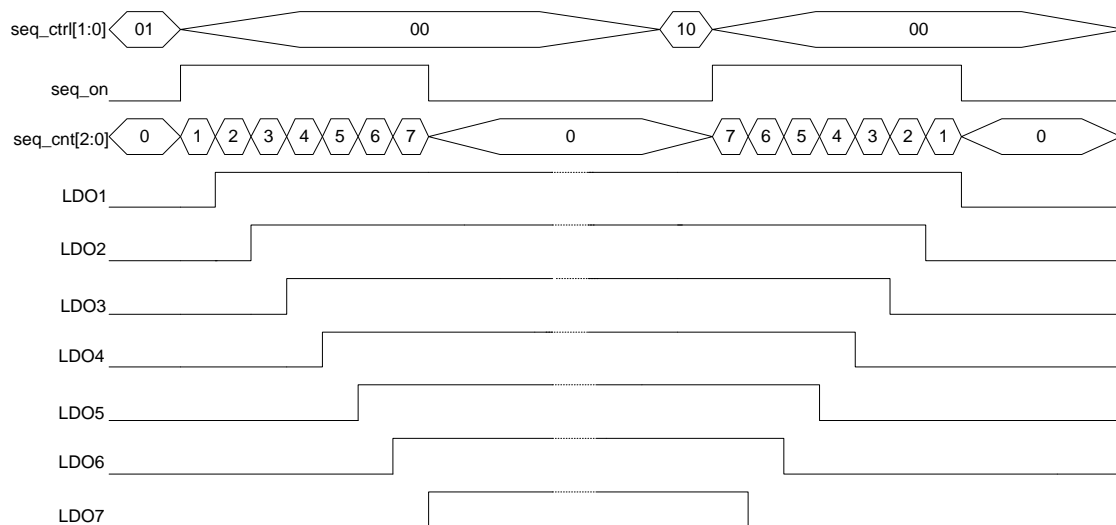 seq_ctrl[1:0] 01 00 10 00
seq_on
seq_cnt[2:0] 0 1 2 3 4 5 6 7 0 7 6 5 4 3 2 1 0
LDO1
LDO2
LDO3
LDO4
LDO5
LDO6
LDO7